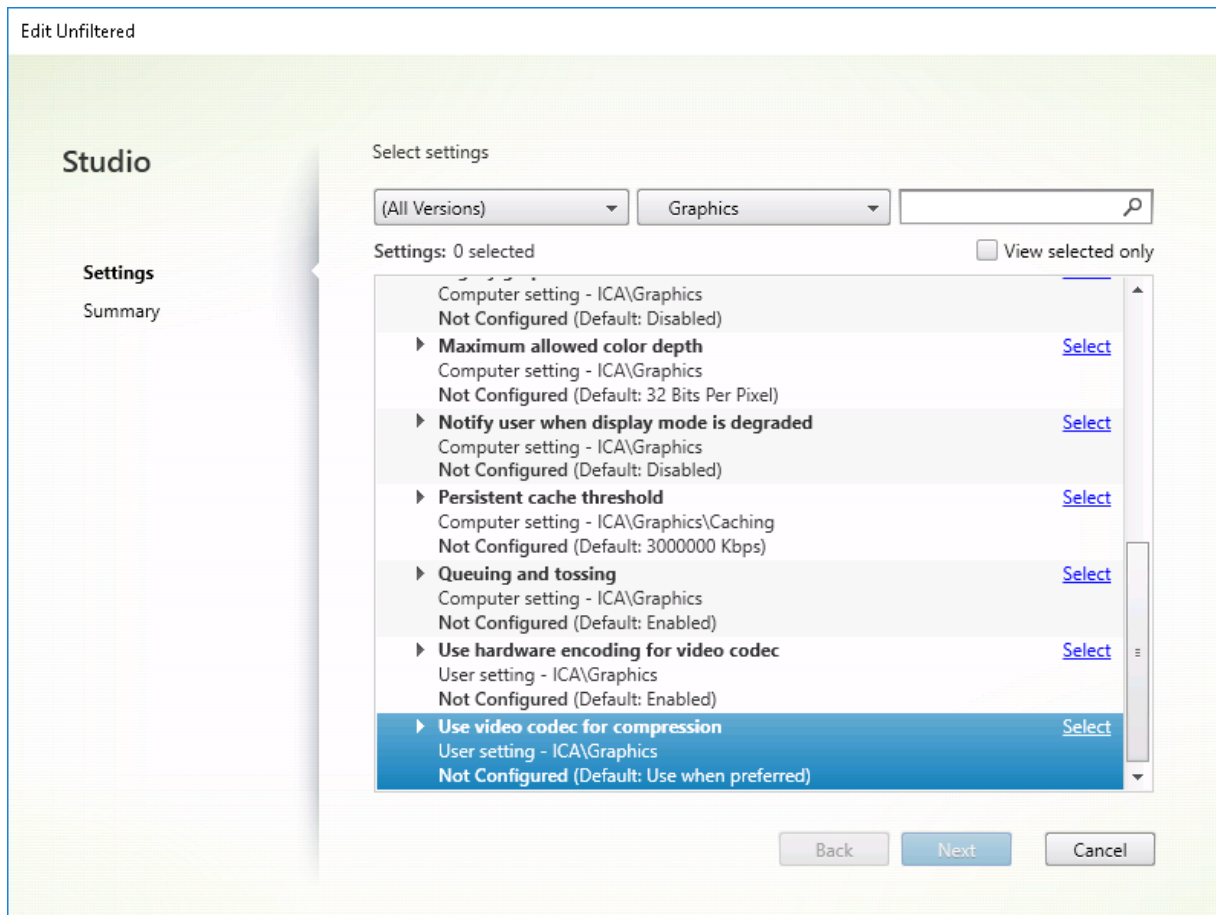 Edit Unfiltered
Studio
Settings
Summary
Select settings
(All Versions)
Graphics
Settings: 0 selected
View selected only
Computer setting - ICA\Graphics
Not Configured (Default: Disabled)
Maximum allowed color depth Select
Computer setting - ICA\Graphics
Not Configured (Default: 32 Bits Per Pixel)
Notify user when display mode is degraded Select
Computer setting - ICA\Graphics
Not Configured (Default: Disabled)
Persistent cache threshold Select
Computer setting - ICA\Graphics\Caching
Not Configured (Default: 3000000 Kbps)
Queuing and tossing Select
Computer setting - ICA\Graphics
Not Configured (Default: Enabled)
Use hardware encoding for video codec Select
User setting - ICA\Graphics
Not Configured (Default: Enabled)
Use video codec for compression Select
User setting - ICA\Graphics
Not Configured (Default: Use when preferred)
Back Next Cancel